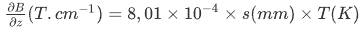 ∂B/∂z (T.cm⁻¹) = 8,01 × 10⁻⁴ × s(mm) × T(K)